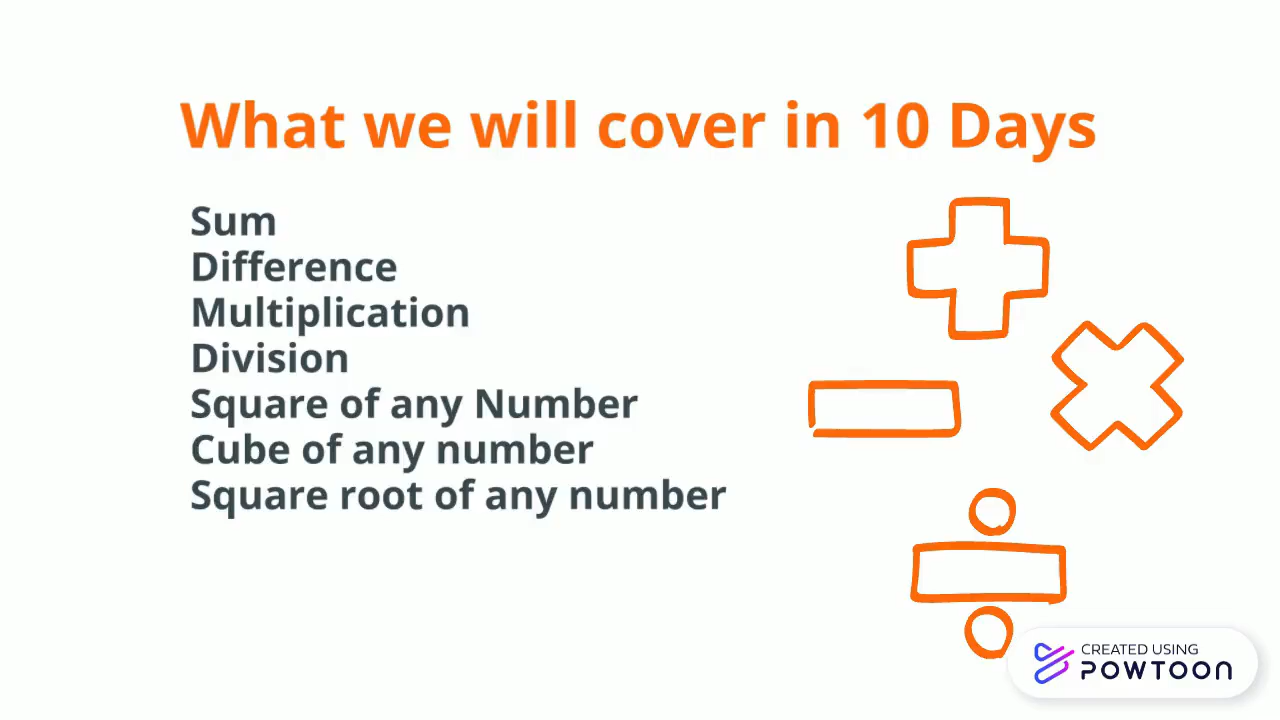 What we will cover in 10 Days
Sum
Difference
Multiplication
Division
Square of any Number
Cube of any number
Square root of any number
CREATED USING
POWTOON